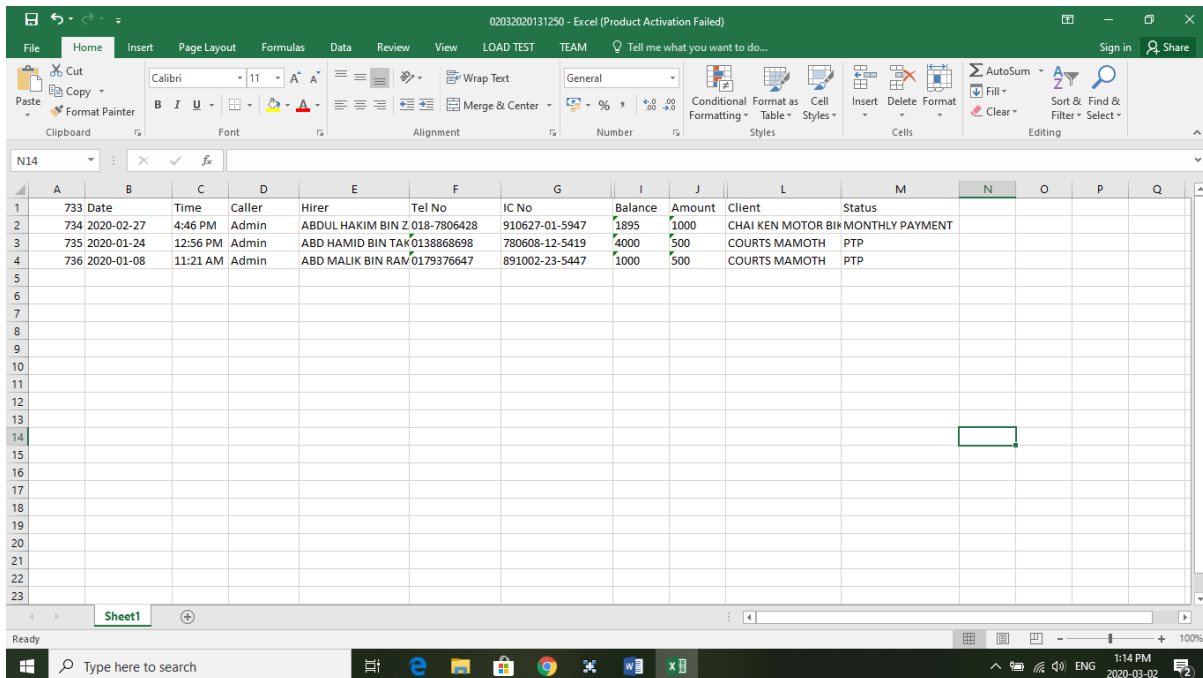 02032020131250 - Excel (Product Activation Failed)
File Home Insert Page Layout Formulas Data Review View LOAD TEST TEAM Tell me what you want to do... Sign in Share
Cut
Copy
Format Painter
Paste
Calibri 11 A A
B I U A
Wrap Text
Merge & Center
General
% , .00 .0
Conditional Formatting
Format as Table
Cell Styles
Insert Delete Format
AutoSum
Fill
Clear
Sort & Filter
Find & Select
Clipboard Font Alignment Number Styles Cells Editing
N14 fx
A B C D E F G I J L M N O P Q
1 733 Date Time Caller Hirer Tel No IC No Balance Amount Client Status
2 734 2020-02-27 4:46 PM Admin ABDUL HAKIM BIN Z 018-7806428 910627-01-5947 1895 1000 CHAI KEN MOTOR BIK MONTHLY PAYMENT
3 735 2020-01-24 12:56 PM Admin ABD HAMID BIN TAK 0138868698 780608-12-5419 4000 500 COURTS MAMOTH PTP
4 736 2020-01-08 11:21 AM Admin ABD MALIK BIN RAM 0179376647 891002-23-5447 1000 500 COURTS MAMOTH PTP
5
6
7
8
9
10
11
12
13
14
15
16
17
18
19
20
21
22
23
Sheet1
Ready 100%
Type here to search ENG 1:14 PM
2020-03-02